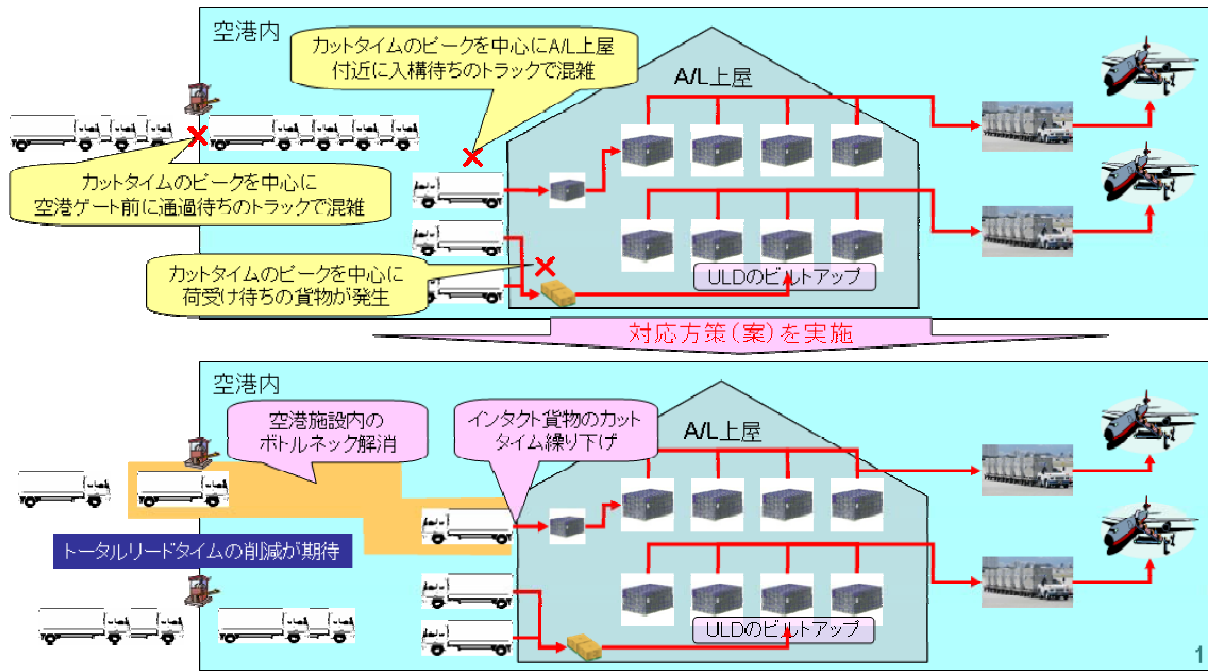 空港内
カットタイムのピークを中心にA/L上屋
付近に入構待ちのトラックで混雑
A/L上屋
カットタイムのピークを中心に
空港ゲート前に通過待ちのトラックで混雑
カットタイムのピークを中心に
荷受け待ちの貨物が発生
ULDのビルトアップ
対応方策(案)を実施
空港内
空港施設内の
ボトルネック解消
インタクト貨物のカット
タイム繰り下げ
A/L上屋
トータルリードタイムの削減が期待
ULDのビルトアップ
1